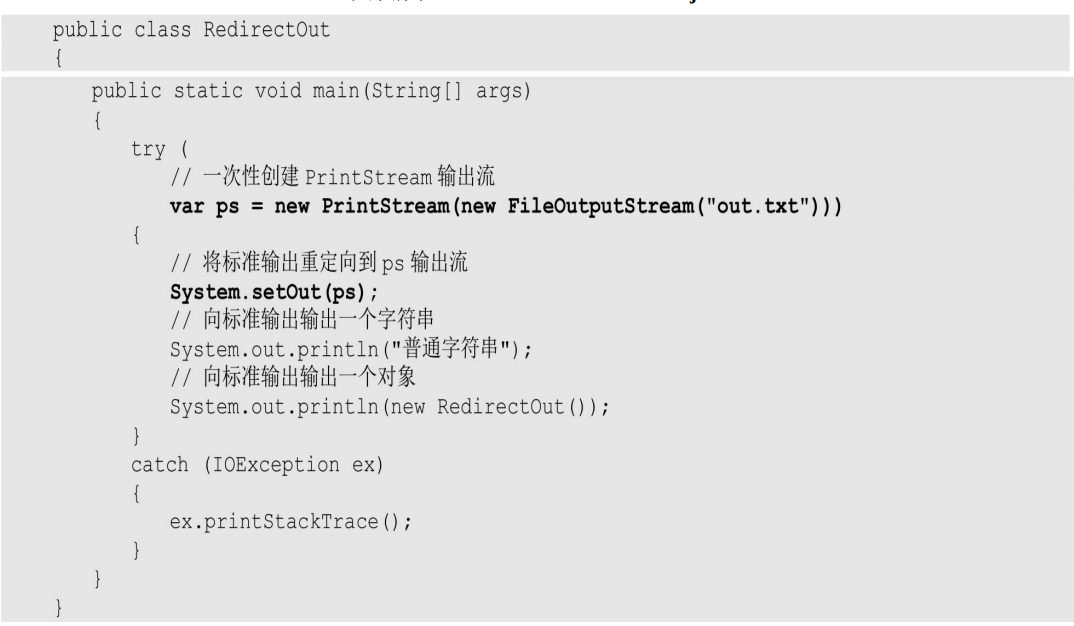 public class RedirectOut
{
public static void main(String[] args)
{
try (
// 一次性创建 PrintStream 输出流
var ps = new PrintStream(new FileOutputStream("out.txt")))
{
// 将标准输出重定向到 ps 输出流
System.setOut(ps);
// 向标准输出输出一个字符串
System.out.println("普通字符串");
// 向标准输出输出一个对象
System.out.println(new RedirectOut());
}
catch (IOException ex)
{
ex.printStackTrace();
}
}
}